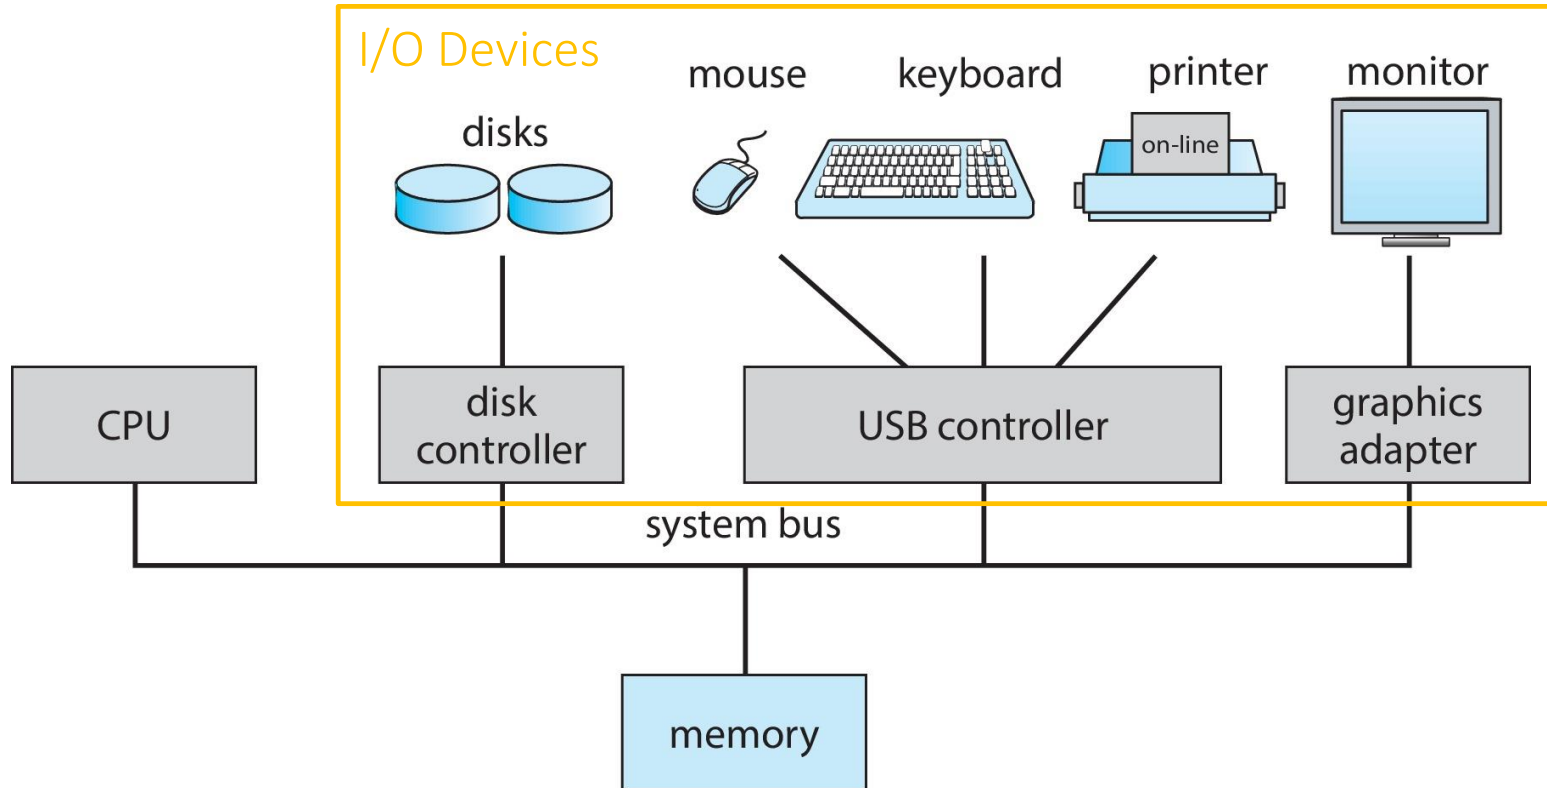 I/O Devices
mouse
keyboard
printer
monitor
disks
on-line
CPU
disk
controller
USB controller
graphics
adapter
system bus
memory